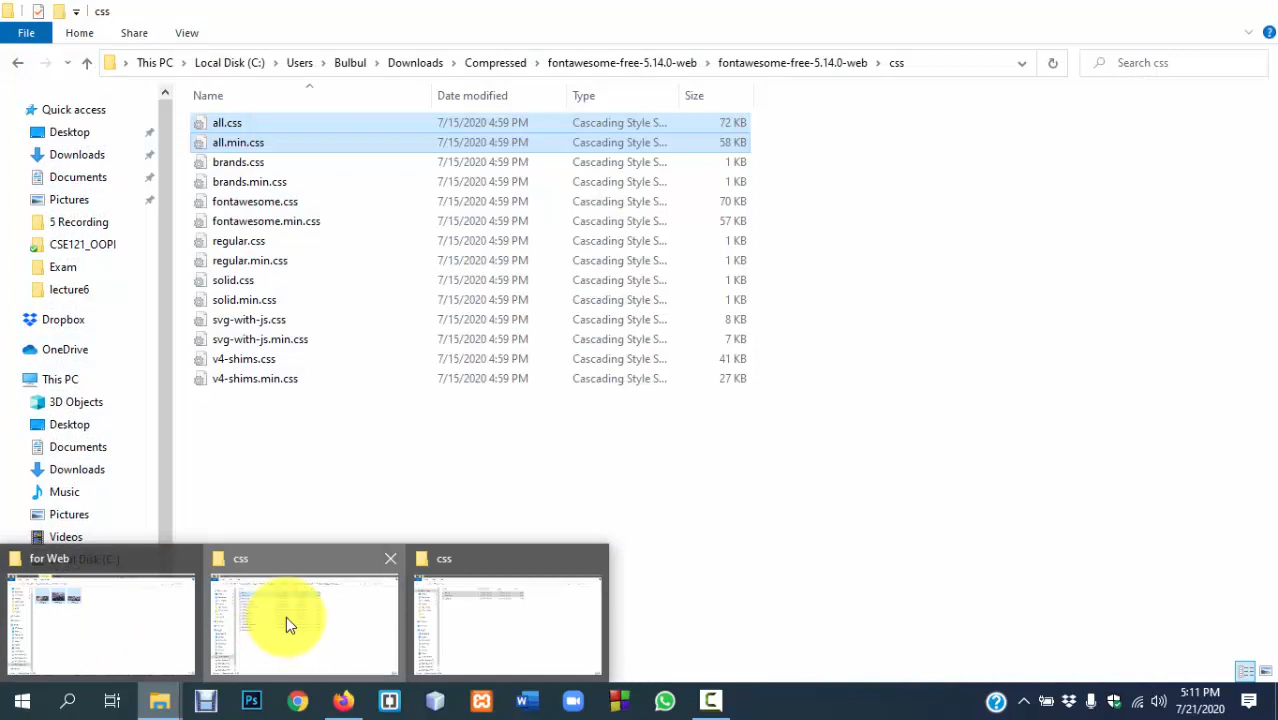 css
File Home Share View
This PC Local Disk (C:) Users Bulbul Downloads Compressed fontawesome-free-5.14.0-web fontawesome-free-5.14.0-web css
Search css
Name Date modified Type Size
Quick access
Desktop
Downloads
Documents
Pictures
5 Recording
CSE121_OOPI
Exam
lecture6
Dropbox
OneDrive
This PC
3D Objects
Desktop
Documents
Downloads
Music
Pictures
Videos
Local Disk (C:)
all.css 7/15/2020 4:59 PM Cascading Style S... 72 KB
all.min.css 7/15/2020 4:59 PM Cascading Style S... 58 KB
brands.css 7/15/2020 4:59 PM Cascading Style S... 1 KB
brands.min.css 7/15/2020 4:59 PM Cascading Style S... 1 KB
fontawesome.css 7/15/2020 4:59 PM Cascading Style S... 70 KB
fontawesome.min.css 7/15/2020 4:59 PM Cascading Style S... 57 KB
regular.css 7/15/2020 4:59 PM Cascading Style S... 1 KB
regular.min.css 7/15/2020 4:59 PM Cascading Style S... 1 KB
solid.css 7/15/2020 4:59 PM Cascading Style S... 1 KB
solid.min.css 7/15/2020 4:59 PM Cascading Style S... 1 KB
svg-with-js.css 7/15/2020 4:59 PM Cascading Style S... 8 KB
svg-with-js.min.css 7/15/2020 4:59 PM Cascading Style S... 7 KB
v4-shims.css 7/15/2020 4:59 PM Cascading Style S... 41 KB
v4-shims.min.css 7/15/2020 4:59 PM Cascading Style S... 27 KB
for Web
css
css
Ps
5:11 PM
7/21/2020